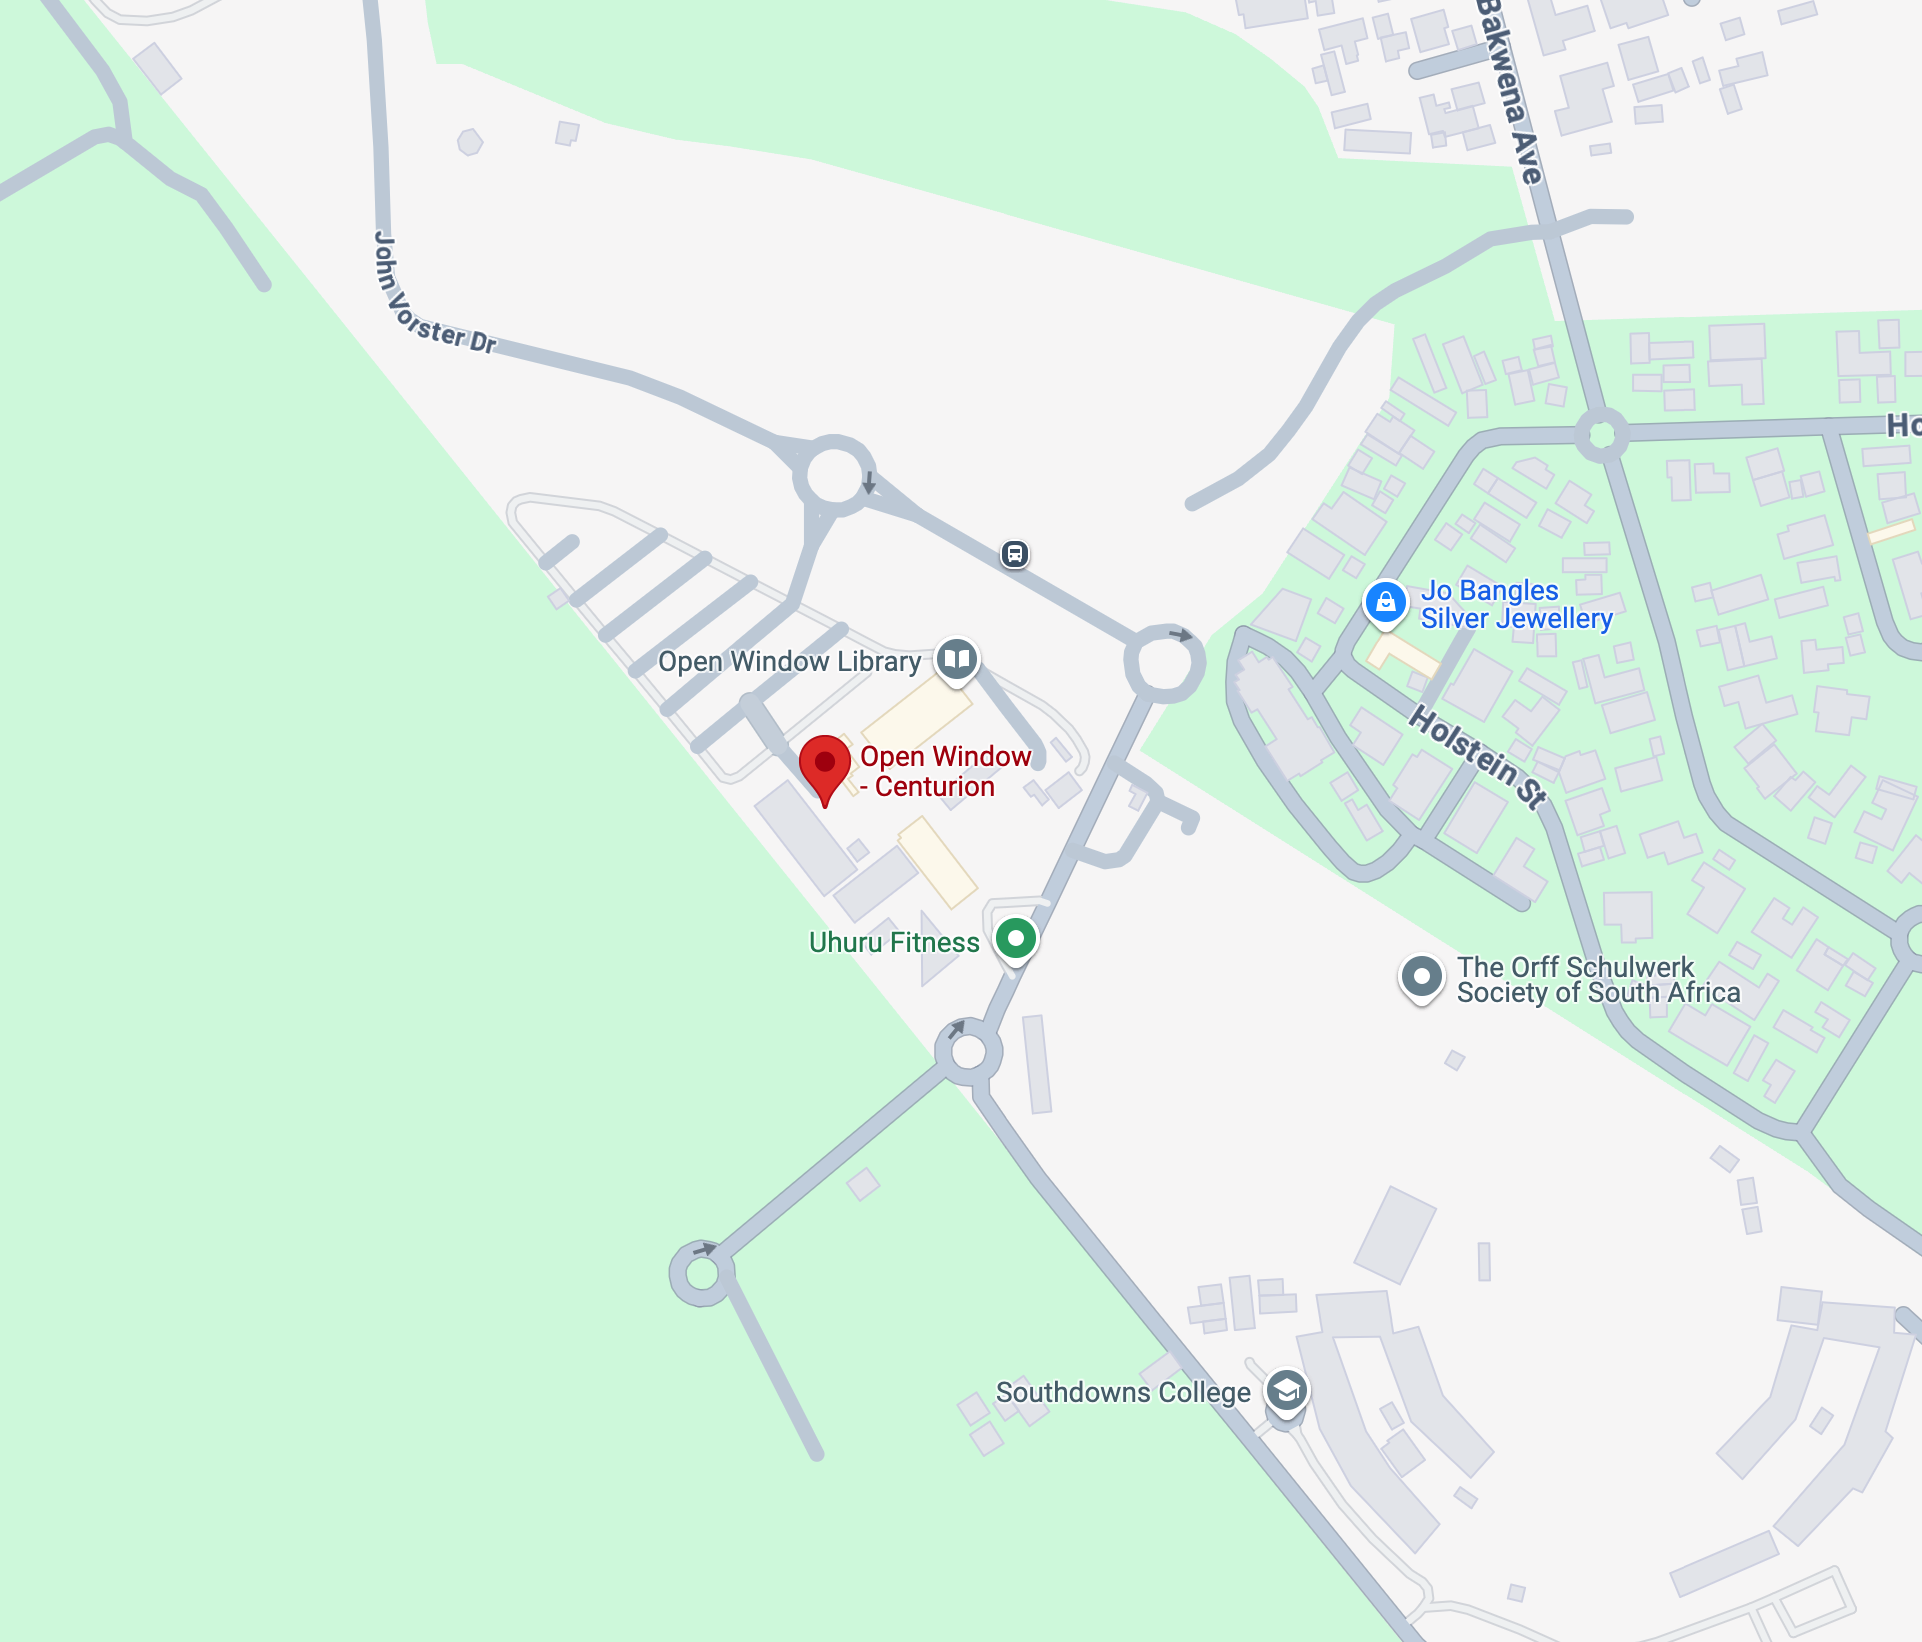 Bakwena Ave
John Vorster Dr
Ho
Jo Bangles
Silver Jewellery
Open Window Library
Holstein St
Open Window
- Centurion
Uhuru Fitness
The Orff Schulwerk
Society of South Africa
Southdowns College